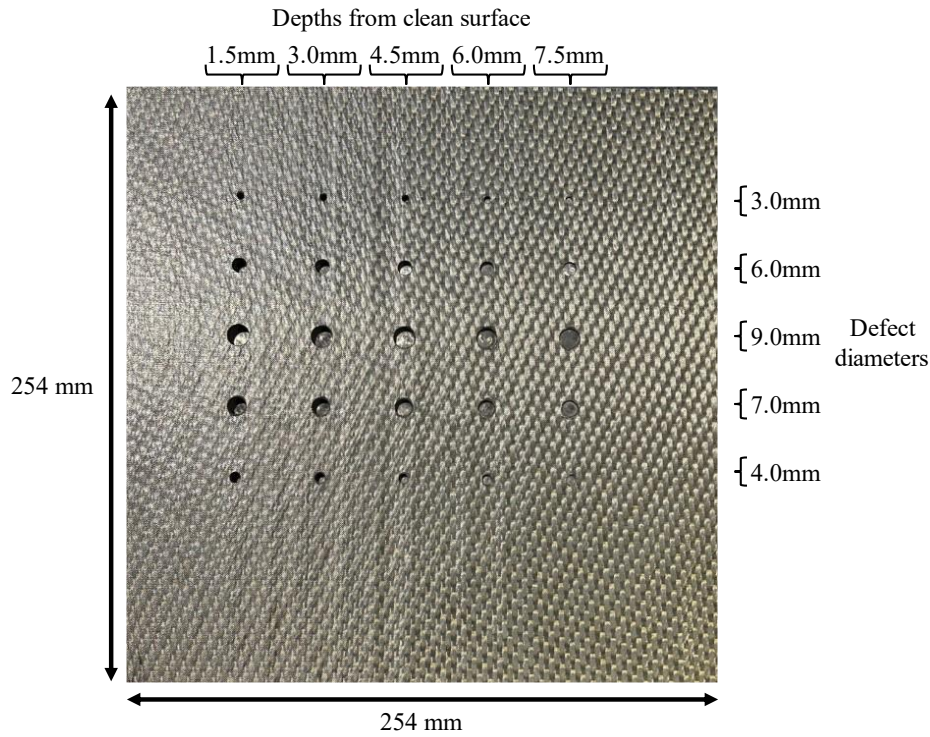 Depths from clean surface
1.5mm 3.0mm 4.5mm 6.0mm 7.5mm
3.0mm
6.0mm
9.0mm
Defect
diameters
7.0mm
4.0mm
254 mm
254 mm